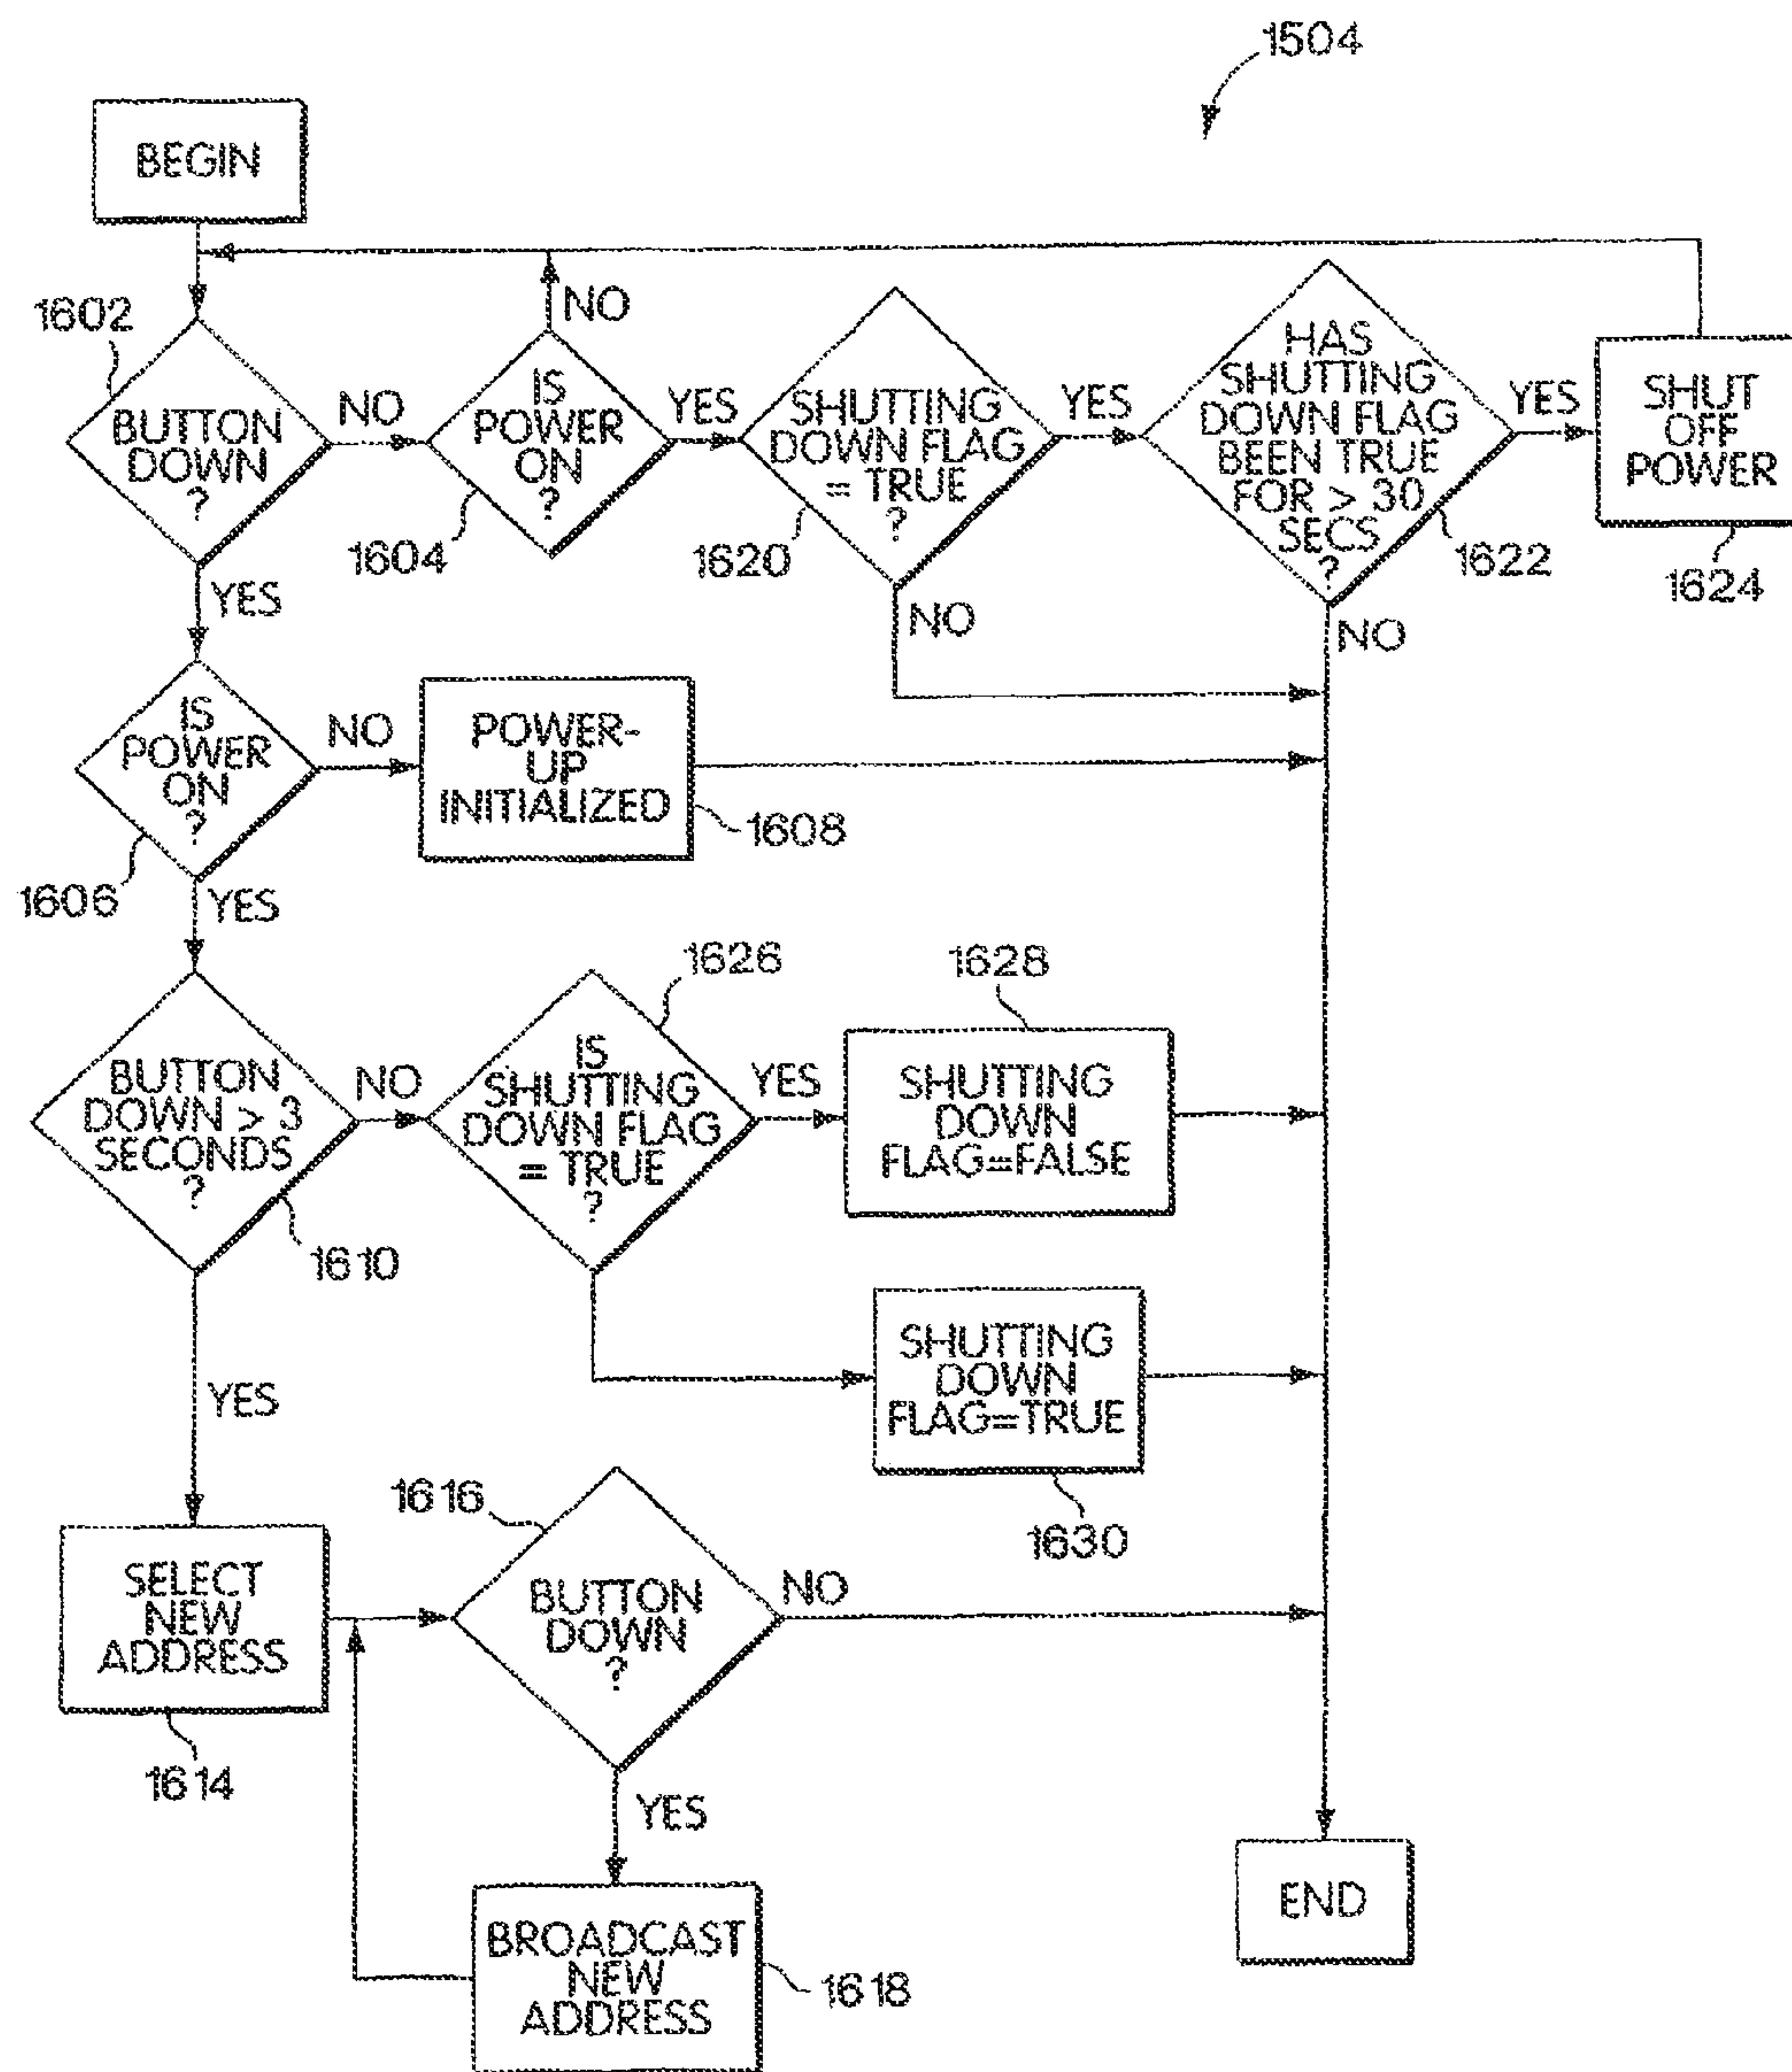 1504
BEGIN
1602
BUTTON
DOWN
?
NO
IS
POWER
ON
?
1604
NO
YES
SHUTTING
DOWN FLAG
= TRUE
?
1620
YES
NO
HAS
SHUTTING
DOWN FLAG
BEEN TRUE
FOR > 30
SECS
?
1622
YES
NO
SHUT
OFF
POWER
1624
YES
IS
POWER
ON
?
1606
NO
POWER-
UP
INITIALIZED
1608
YES
BUTTON
DOWN > 3
SECONDS
?
1610
NO
1626
IS
SHUTTING
DOWN FLAG
= TRUE
?
YES
1628
SHUTTING
DOWN
FLAG=FALSE
SHUTTING
DOWN
FLAG=TRUE
1630
YES
SELECT
NEW
ADDRESS
1614
1616
BUTTON
DOWN
?
NO
YES
BROADCAST
NEW
ADDRESS
1618
END